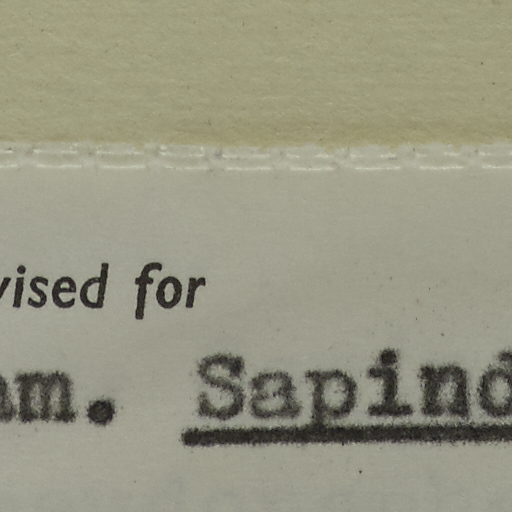 vised for
am. Sapind